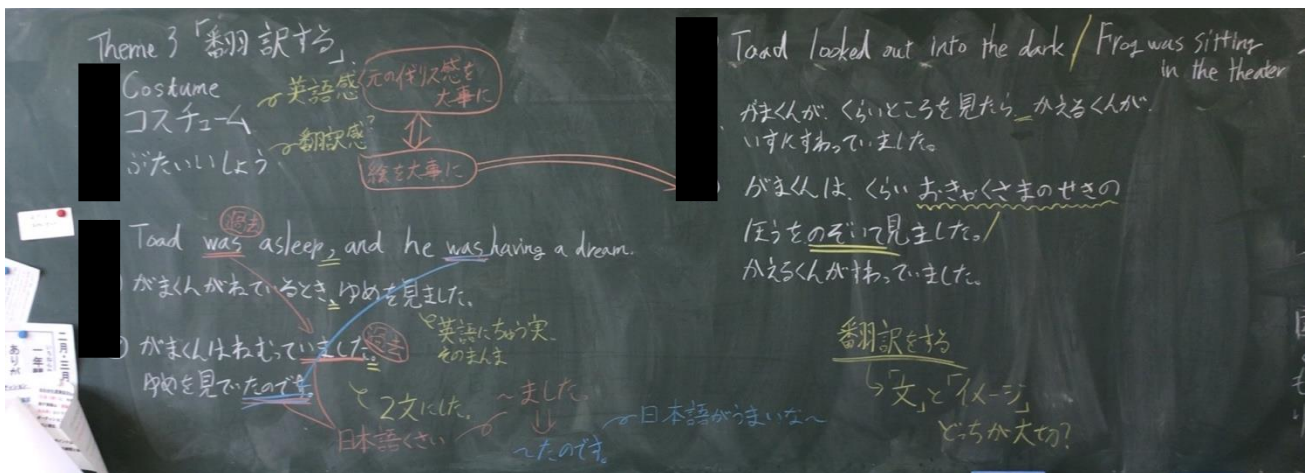 Theme 3 「翻訳する」
Costume
コスチューム
ぶたいいしょう
英語感
翻訳感?
元のイギリス感を
大事に
絵を大事に
過去
Toad was asleep, and he was having a dream.
がまくんがねているとき、ゆめを見ました。
英語にちゅう実、
そのまんま
がまくんはねむっていました。
過去
ゆめを見ていたのです。
2文にした。
日本語くさい
〜ました。
〜たのです。
日本語がうまいな〜
Toad looked out into the dark / Frog was sitting
in the theater
がまくんが、くらいところを見たら、かえるくんが、
いすにすわっていました。
がまくんは、くらい おきゃくさまのせきの
ほうをのぞいて見ました。/
かえるくんがすわっていました。
翻訳をする
「文」と「イメージ」
どっちが大切?
二月・三月
一年
あり